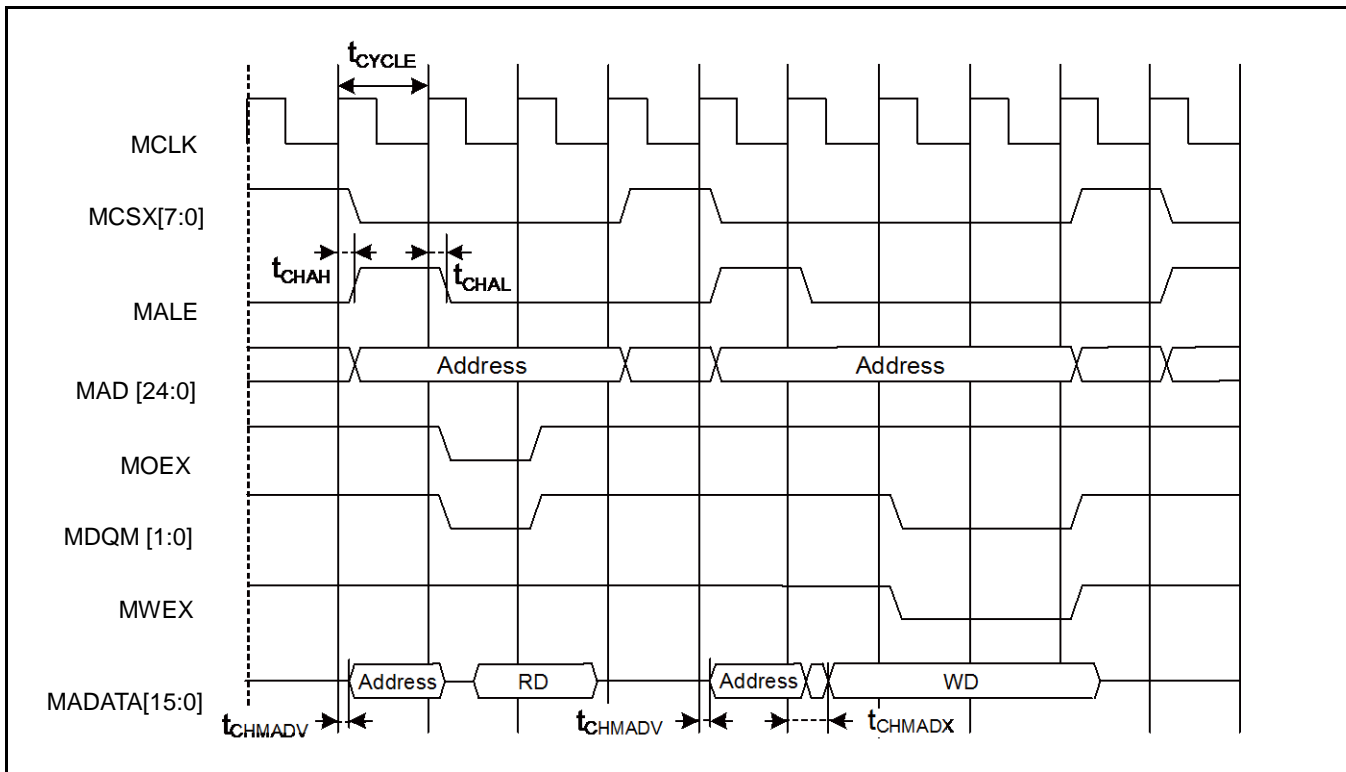 tCYCLE
MCLK
MCSX[7:0]
tCHAH
tCHAL
MALE
Address
Address
MAD [24:0]
MOEX
MDQM [1:0]
MWEX
Address
RD
Address
WD
MADATA[15:0]
tCHMADV
tCHMADV
tCHMADX